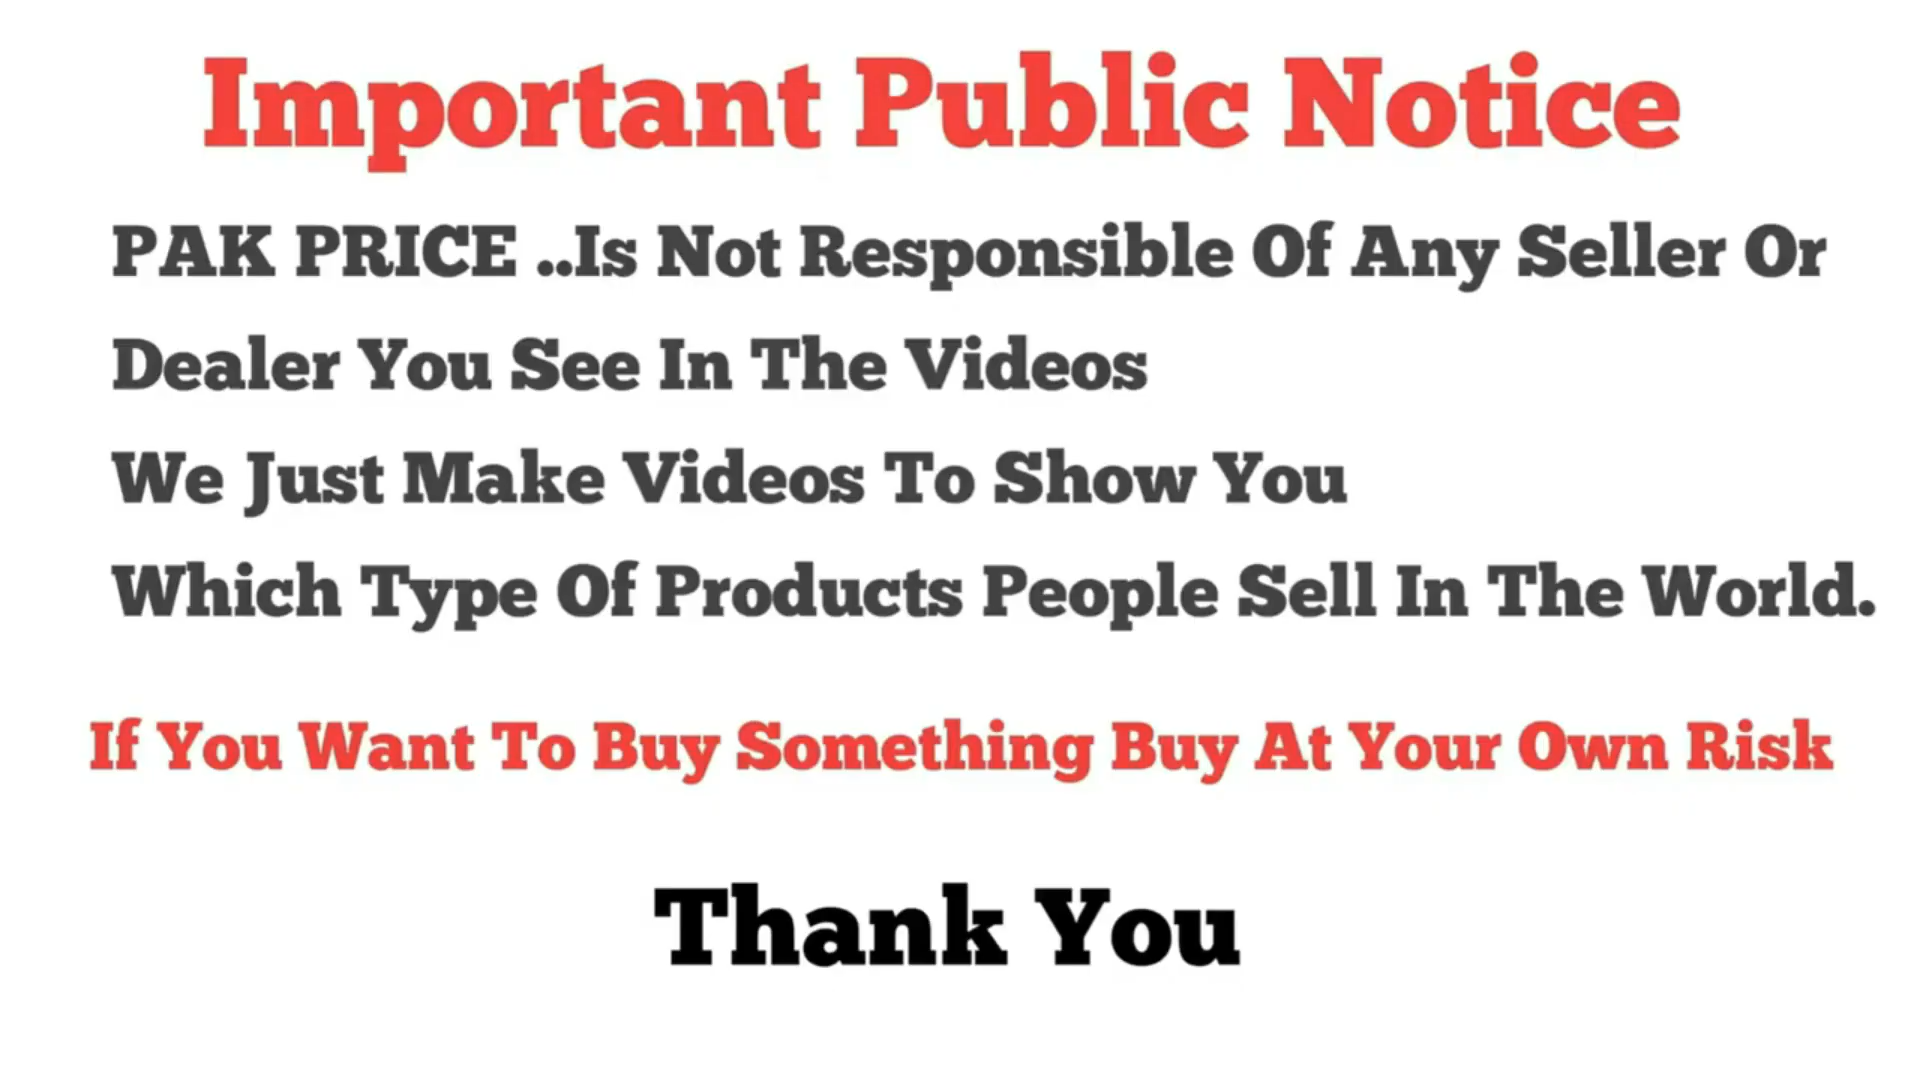 Important Public Notice
PAK PRICE ..Is Not Responsible Of Any Seller Or
Dealer You See In The Videos
We Just Make Videos To Show You
Which Type Of Products People Sell In The World.
If You Want To Buy Something Buy At Your Own Risk
Thank You